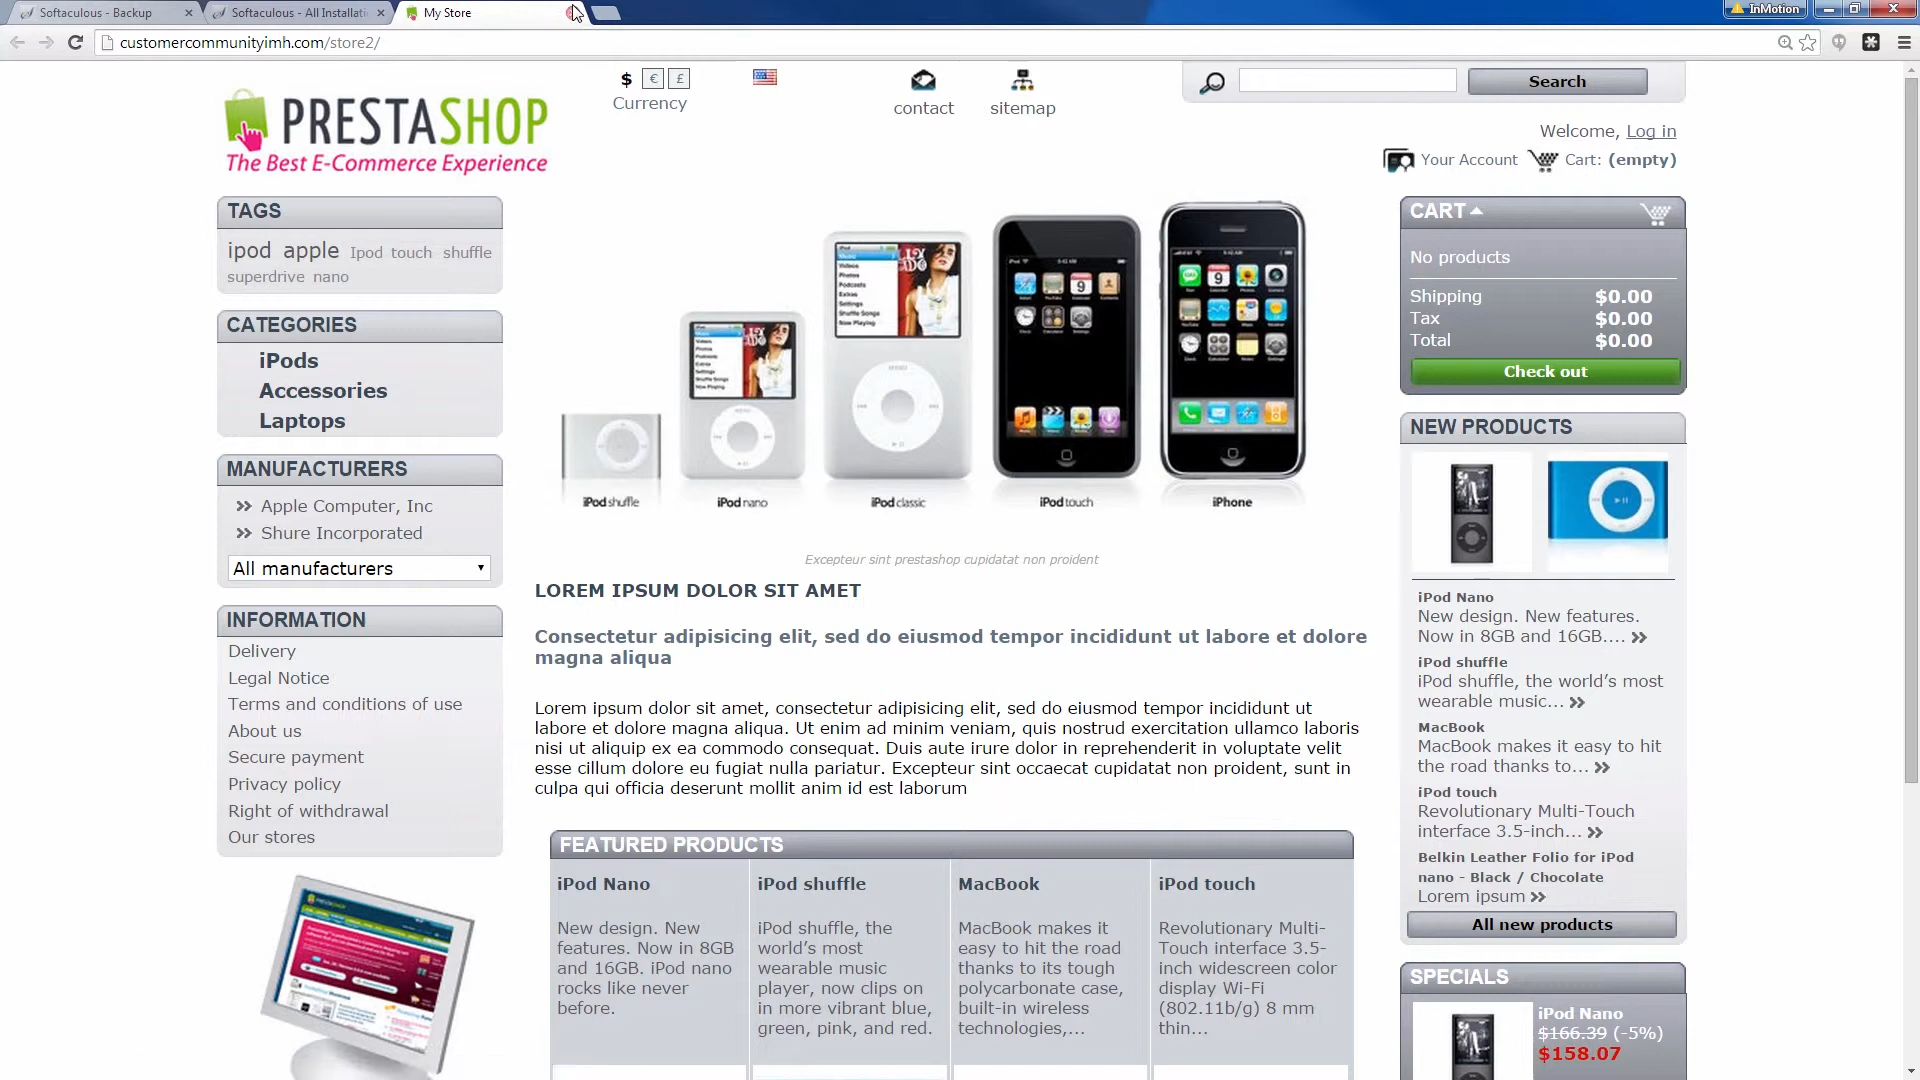 Softaculous - Backup
Softaculous - All Installati
My Store
InMotion
customercommunityimh.com/store2/
PRESTASHOP
The Best E-Commerce Experience
$ € £
Currency
contact
sitemap
Search
Welcome, Log in
Your Account
Cart: (empty)
TAGS
ipod apple Ipod touch shuffle
superdrive nano
CATEGORIES
iPods
Accessories
Laptops
MANUFACTURERS
Apple Computer, Inc
Shure Incorporated
All manufacturers
INFORMATION
Delivery
Legal Notice
Terms and conditions of use
About us
Secure payment
Privacy policy
Right of withdrawal
Our stores
iPod shuffle
iPod nano
iPod classic
iPod touch
iPhone
Excepteur sint prestashop cupidatat non proident
LOREM IPSUM DOLOR SIT AMET
Consectetur adipisicing elit, sed do eiusmod tempor incididunt ut labore et dolore
magna aliqua
Lorem ipsum dolor sit amet, consectetur adipisicing elit, sed do eiusmod tempor incididunt ut
labore et dolore magna aliqua. Ut enim ad minim veniam, quis nostrud exercitation ullamco laboris
nisi ut aliquip ex ea commodo consequat. Duis aute irure dolor in reprehenderit in voluptate velit
esse cillum dolore eu fugiat nulla pariatur. Excepteur sint occaecat cupidatat non proident, sunt in
culpa qui officia deserunt mollit anim id est laborum
FEATURED PRODUCTS
iPod Nano
New design. New
features. Now in 8GB
and 16GB. iPod nano
rocks like never
before.
iPod shuffle
iPod shuffle, the
world’s most
wearable music
player, now clips on
in more vibrant blue,
green, pink, and red.
MacBook
MacBook makes it
easy to hit the road
thanks to its tough
polycarbonate case,
built-in wireless
technologies,...
iPod touch
Revolutionary Multi-
Touch interface 3.5-
inch widescreen color
display Wi-Fi
(802.11b/g) 8 mm
thin...
CART
No products
Shipping $0.00
Tax $0.00
Total $0.00
Check out
NEW PRODUCTS
iPod Nano
New design. New features.
Now in 8GB and 16GB....
iPod shuffle
iPod shuffle, the world’s most
wearable music...
MacBook
MacBook makes it easy to hit
the road thanks to...
iPod touch
Revolutionary Multi-Touch
interface 3.5-inch...
Belkin Leather Folio for iPod
nano - Black / Chocolate
Lorem ipsum
All new products
SPECIALS
iPod Nano
$166.39 (-5%)
$158.07